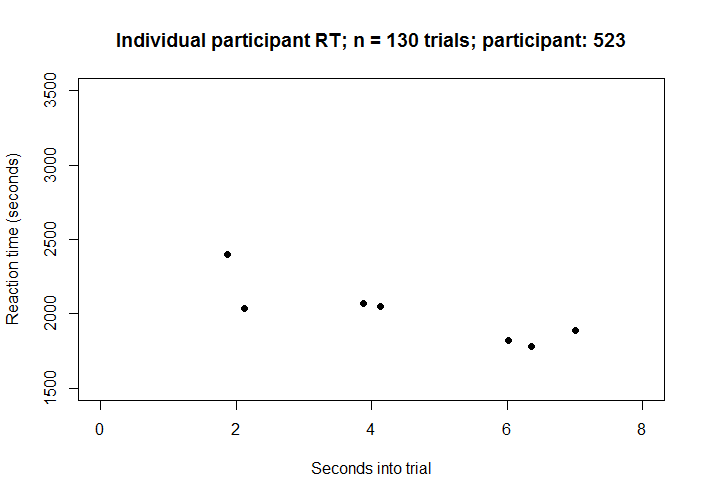 Individual participant RT; n = 130 trials; participant: 523
Reaction time (seconds)
3500
3000
2500
2000
1500
0 2 4 6 8
Seconds into trial